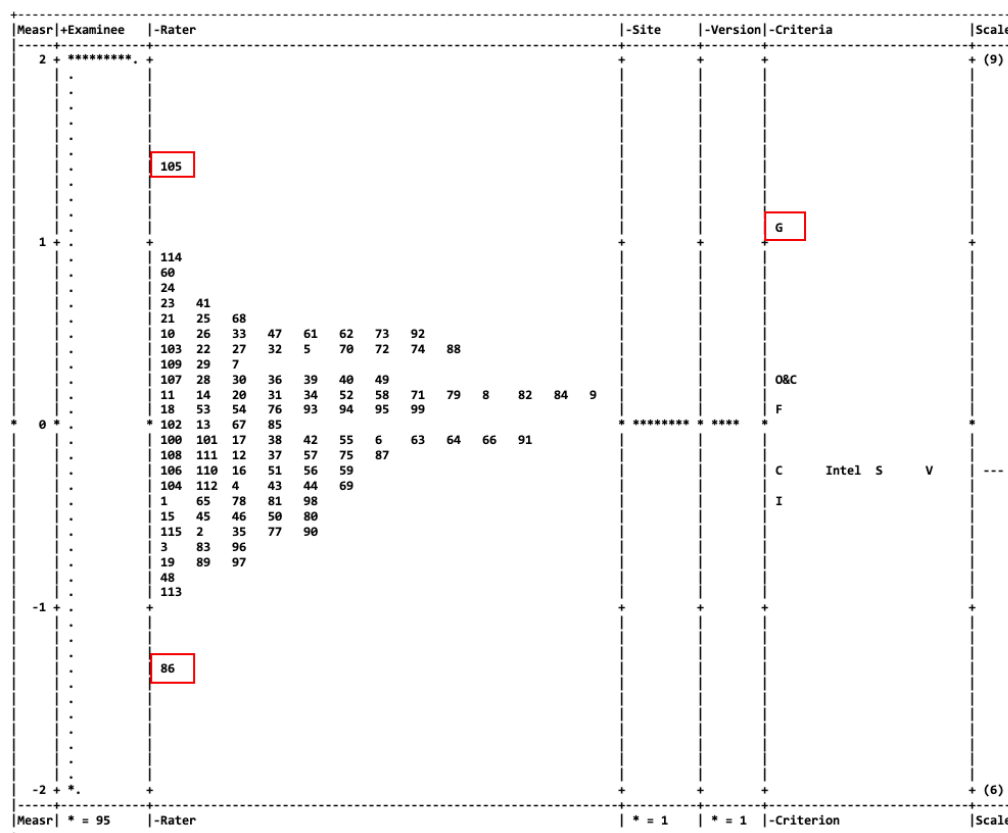 +-----------------------------------------------------------------------------------------------
|Measr|+Examinee |-Rater |-Site |-Version|-Criteria |Scale
| 2 + *********. + + + + + (9)
| | . | | | | |
| | . | | | | |
| | . | | | | |
| | . | | | | |
| | . | | | | |
| | . | | | | |
| | . | 105 | | | |
| | . | | | | |
| | . | | | | |
| | . | | | | |
| | . | | | | G |
| 1 + . + + + + +
| | . | 114 | | | |
| | . | 60 | | | |
| | . | 24 | | | |
| | . | 23 41 | | | |
| | . | 21 25 68 | | | |
| | . | 10 26 33 47 61 62 73 92 | | | |
| | . | 103 22 27 32 5 70 72 74 88 | | | |
| | . | 109 29 7 | | | |
| | . | 107 28 30 36 39 40 49 | | | O&C |
| | . | 11 14 20 31 34 52 58 71 79 8 82 84 9 | | | |
| | . | 18 53 54 76 93 94 95 99 | | | F |
* 0 * . * 102 13 67 85 * ******** * **** * *
| | . | 100 101 17 38 42 55 6 63 64 66 91 | | | |
| | . | 108 111 12 37 57 75 87 | | | |
| | . | 106 110 16 51 56 59 | | | C Intel S V | ---
| | . | 104 112 4 43 44 69 | | | |
| | . | 1 65 78 81 98 | | | I |
| | . | 15 45 46 50 80 | | | |
| | . | 115 2 35 77 90 | | | |
| | . | 3 83 96 | | | |
| | . | 19 89 97 | | | |
| | . | 48 | | | |
| | . | 113 | | | |
| -1 + . + + + + +
| | . | | | | |
| | . | | | | |
| | . | | | | |
| | . | 86 | | | |
| | . | | | | |
| | . | | | | |
| | . | | | | |
| | . | | | | |
| | . | | | | |
| | . | | | | |
| | . | | | | |
| -2 + *. + + + + + (6)
|Measr| * = 95 |-Rater | * = 1 | * = 1 |-Criterion |Scale